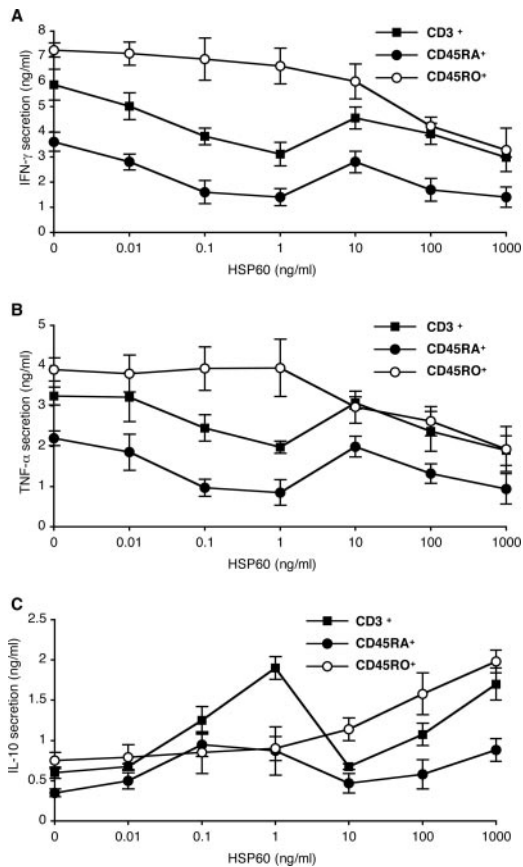 A
CD3 +
CD45RA+
CD45RO+
8
7
6
5
4
3
2
1
0
IFN-γ secretion (ng/ml)
0 0.01 0.1 1 10 100 1000
HSP60 (ng/ml)
B
CD3 +
CD45RA+
CD45RO+
5
4
3
2
1
0
TNF-α secretion (ng/ml)
0 0.01 0.1 1 10 100 1000
HSP60 (ng/ml)
C
CD3 +
CD45RA+
CD45RO+
2.5
2
1.5
1
0.5
0
IL-10 secretion (ng/ml)
0 0.01 0.1 1 10 100 1000
HSP60 (ng/ml)